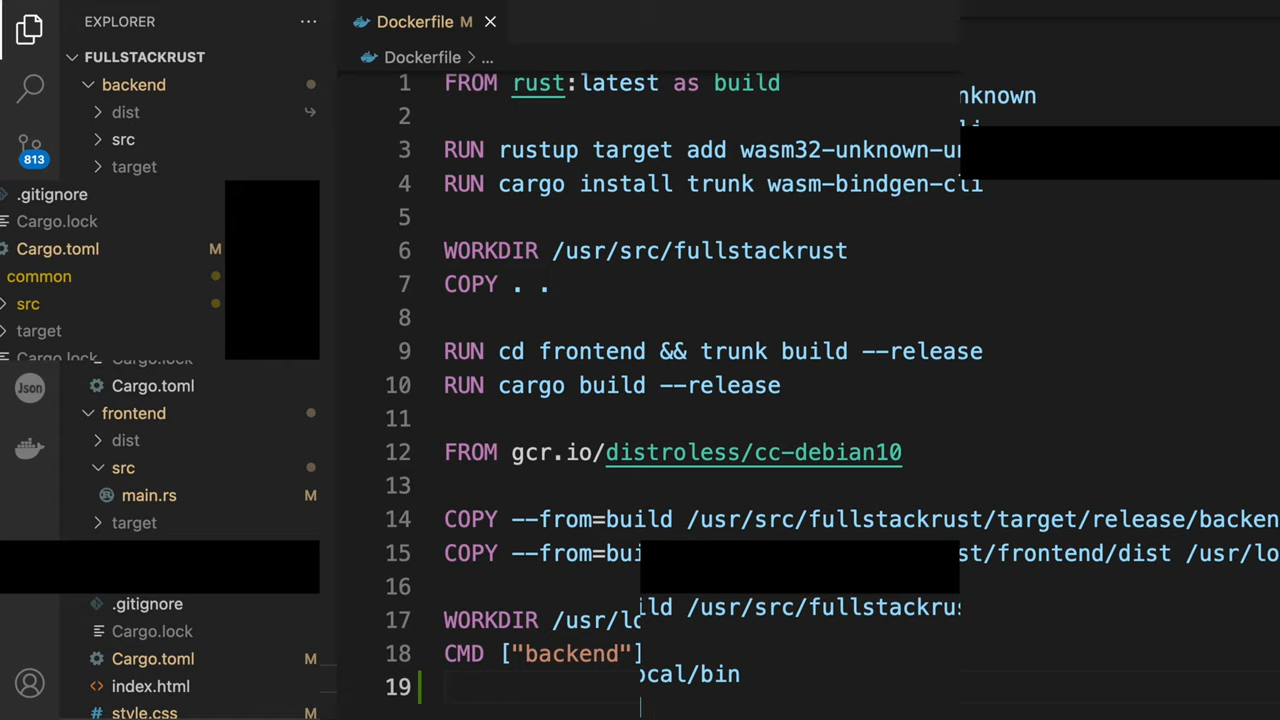 EXPLORER
FULLSTACKRUST
backend
dist
src
target
.gitignore
Cargo.lock
Cargo.toml M
common
src
target
Cargo.lock
Cargo.lock
Cargo.toml
frontend
dist
src
main.rs M
target
.gitignore
Cargo.lock
Cargo.toml M
index.html
style.css M
813
Json
Dockerfile M
Dockerfile > ...
1 FROM rust:latest as build
2
3 RUN rustup target add wasm32-unknown-un
nknown
4 RUN cargo install trunk wasm-bindgen-cli
5
6 WORKDIR /usr/src/fullstackrust
7 COPY . .
8
9 RUN cd frontend && trunk build --release
10 RUN cargo build --release
11
12 FROM gcr.io/distroless/cc-debian10
13
14 COPY --from=build /usr/src/fullstackrust/target/release/backen
15 COPY --from=bui st/frontend/dist /usr/lo
16
ild /usr/src/fullstackrus
17 WORKDIR /usr/lo
18 CMD ["backend"]
ocal/bin
19